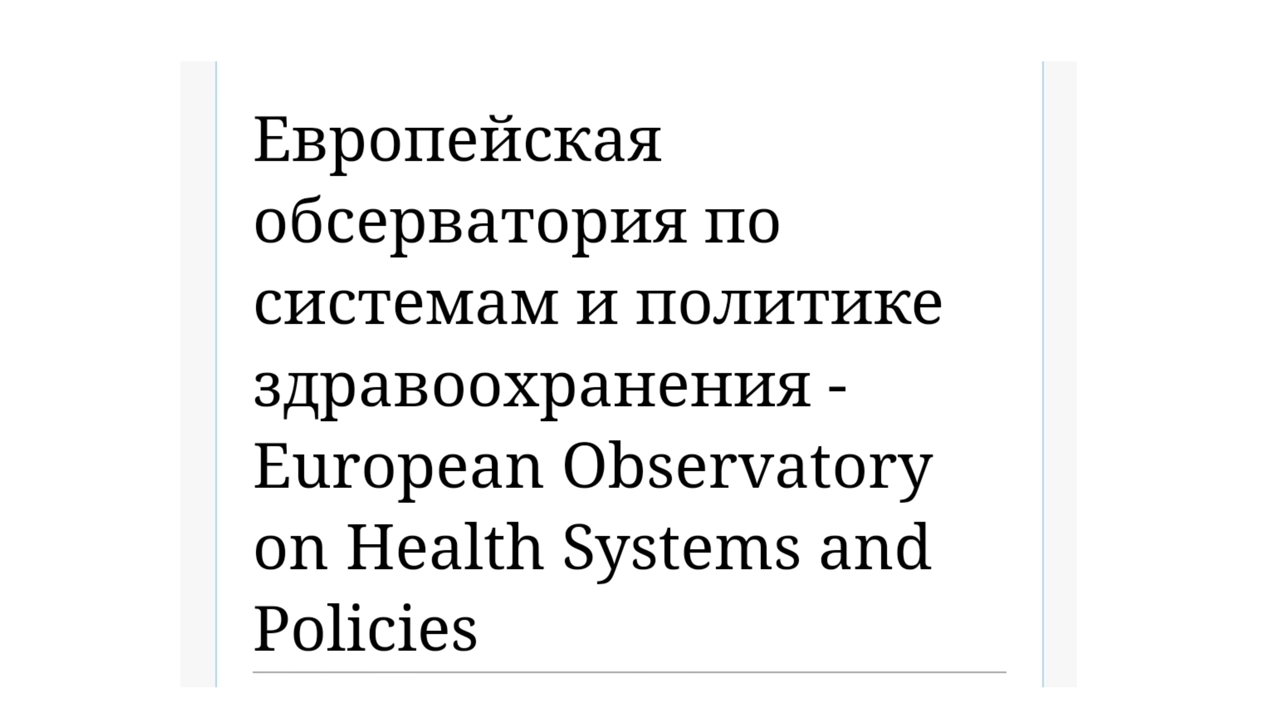 Европейская
обсерватория по
системам и политике
здравоохранения -
European Observatory
on Health Systems and
Policies